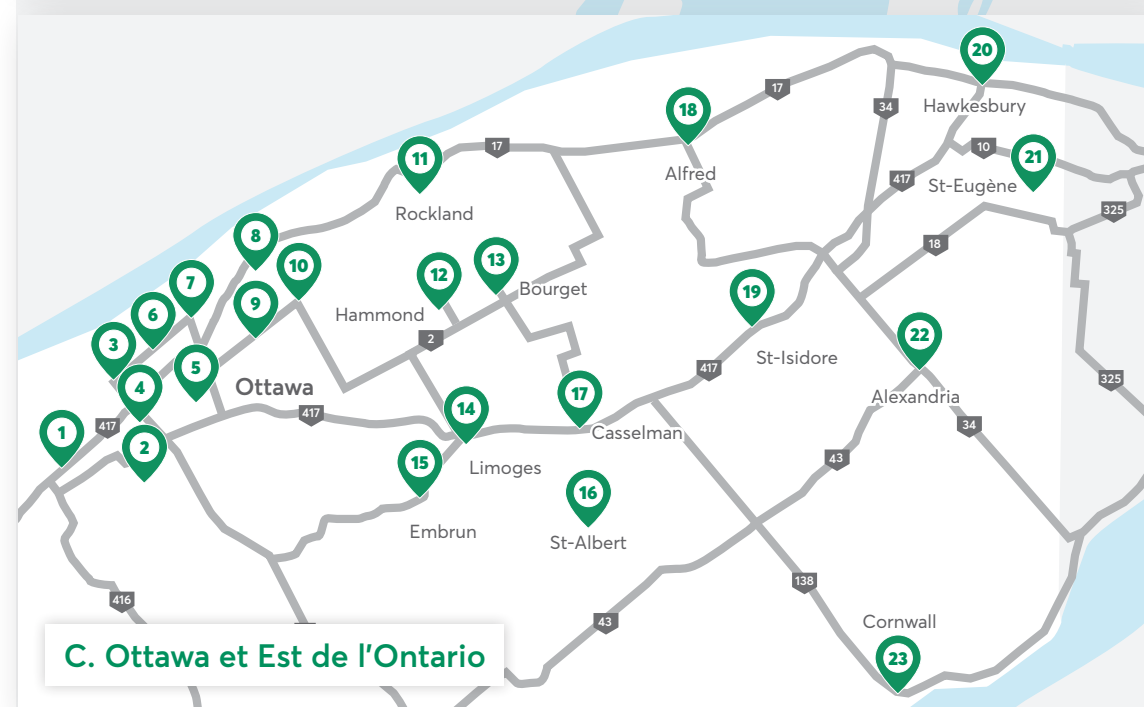 20
17
34
Hawkesbury
18
11
17
10
21
Alfred
417
St-Eugène
Rockland
325
8
18
10
13
12
7
Bourget
19
9
6
Hammond
22
3
2
St-Isidore
5
4
417
325
Ottawa
Alexandria
17
14
417
34
1
417
Casselman
2
43
15
Limoges
16
Embrun
St-Albert
138
416
43
Cornwall
C. Ottawa et Est de l'Ontario
23